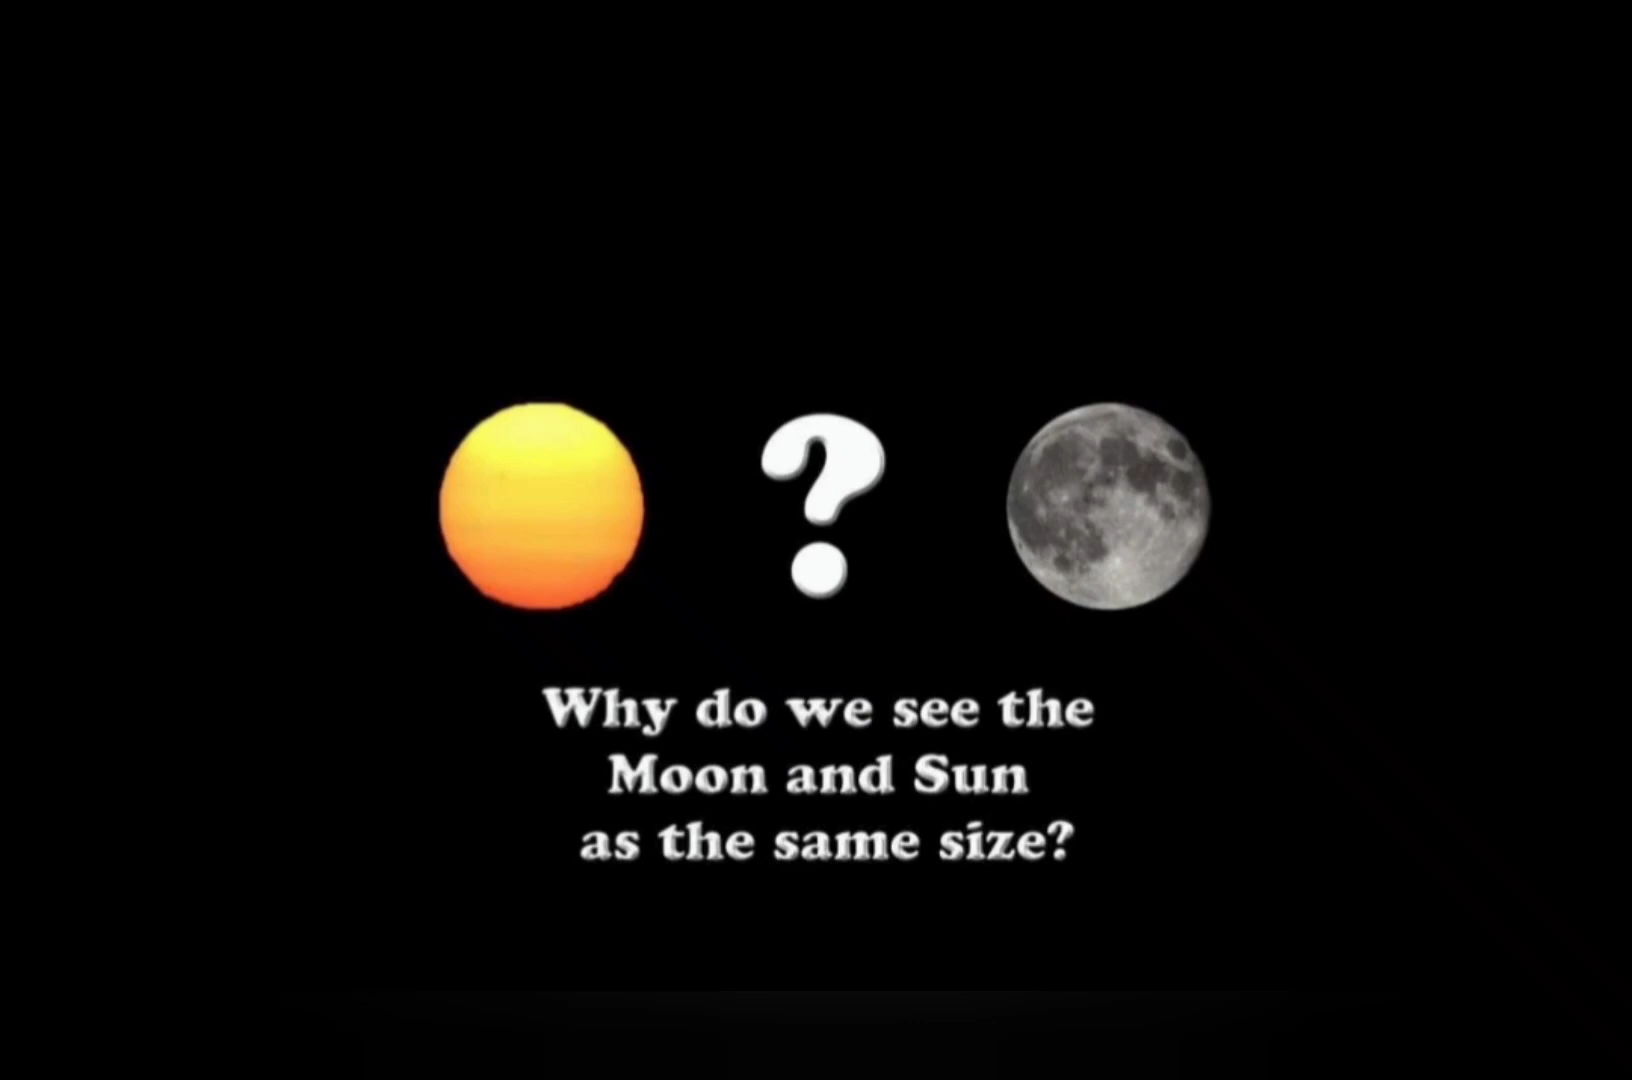 ?
Why do we see the
Moon and Sun
as the same size?